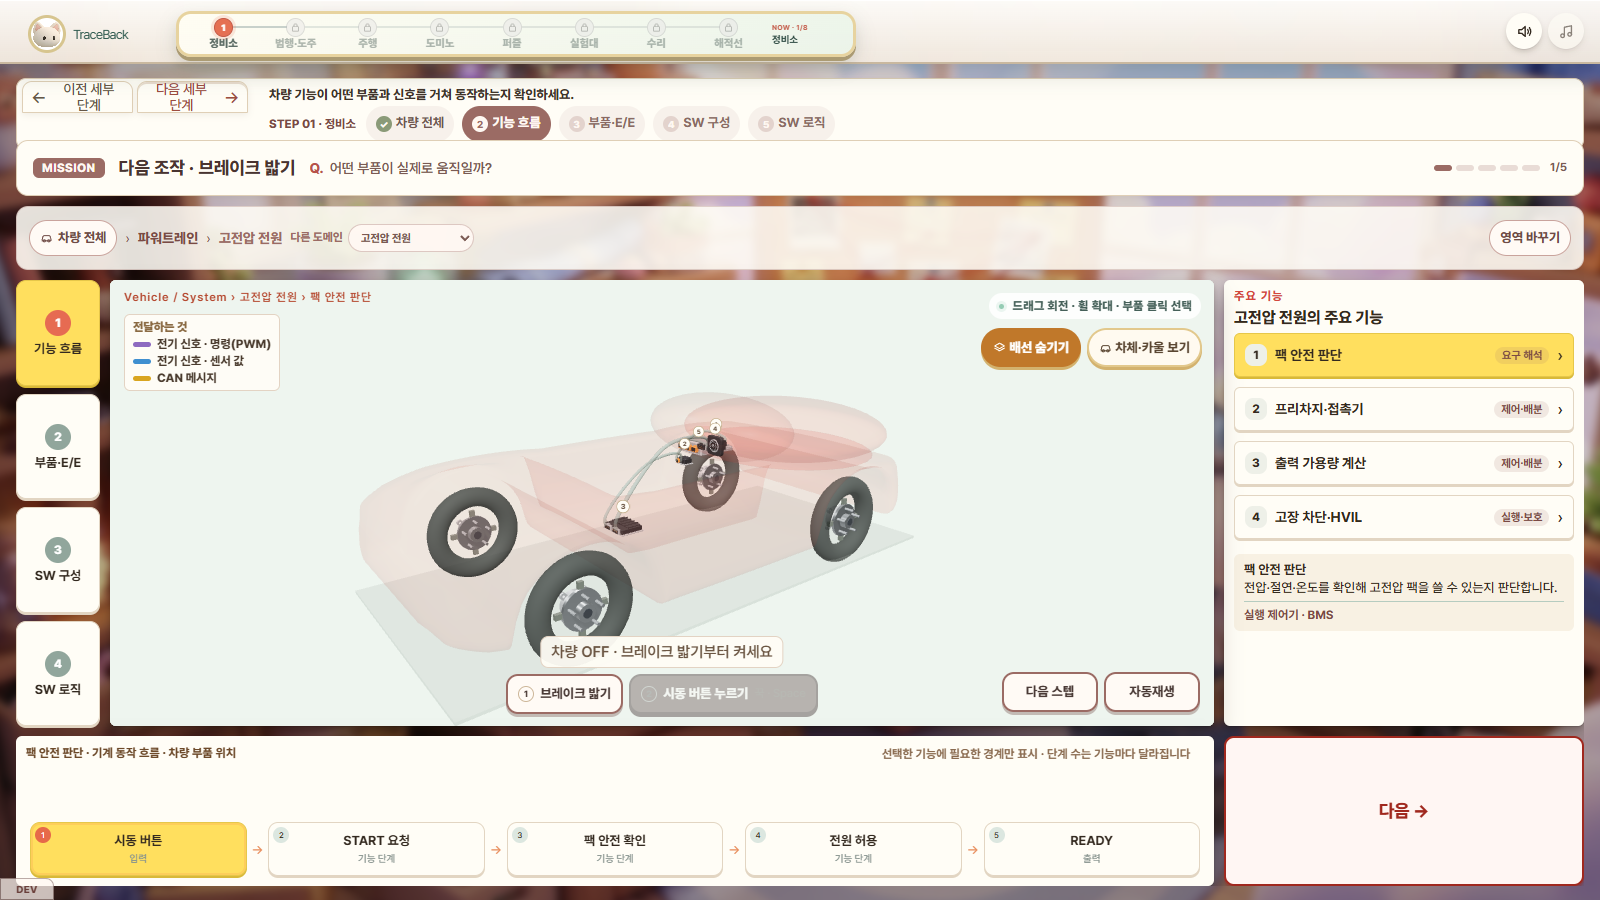 TraceBack
1
정비소
범행·도주
주행
도미노
퍼즐
실험대
수리
해적선
NOW · 1/8
정비소
← 이전 세부 단계
다음 세부 단계 →
차량 기능이 어떤 부품과 신호를 거쳐 동작하는지 확인하세요.
STEP 01 · 정비소
차량 전체
2 기능 흐름
3 부품·E/E
4 SW 구성
5 SW 로직
MISSION 다음 조작 · 브레이크 밟기 Q. 어떤 부품이 실제로 움직일까?
1/5
차량 전체 › 파워트레인 › 고전압 전원 다른 도메인 고전압 전원
영역 바꾸기
1
기능 흐름
2
부품·E/E
3
SW 구성
4
SW 로직
Vehicle / System › 고전압 전원 › 팩 안전 판단
전달하는 것
전기 신호 · 명령(PWM)
전기 신호 · 센서 값
CAN 메시지
드래그 회전 · 휠 확대 · 부품 클릭 선택
배선 숨기기
차체·카울 보기
5
4
2
3
차량 OFF · 브레이크 밟기부터 켜세요
1 브레이크 밟기
시동 버튼 누르기
다음 스텝
자동재생
주요 기능
고전압 전원의 주요 기능
1 팩 안전 판단 요구 해석 ›
2 프리차지·접촉기 제어·배분 ›
3 출력 가용량 계산 제어·배분 ›
4 고장 차단·HVIL 실행·보호 ›
팩 안전 판단
전압·절연·온도를 확인해 고전압 팩을 쓸 수 있는지 판단합니다.
실행 제어기 · BMS
팩 안전 판단 · 기계 동작 흐름 · 차량 부품 위치
선택한 기능에 필요한 경계만 표시 · 단계 수는 기능마다 달라집니다
1 시동 버튼
입력
→
2 START 요청
기능 단계
→
3 팩 안전 확인
기능 단계
→
4 전원 허용
기능 단계
→
5 READY
출력
다음 →
DEV